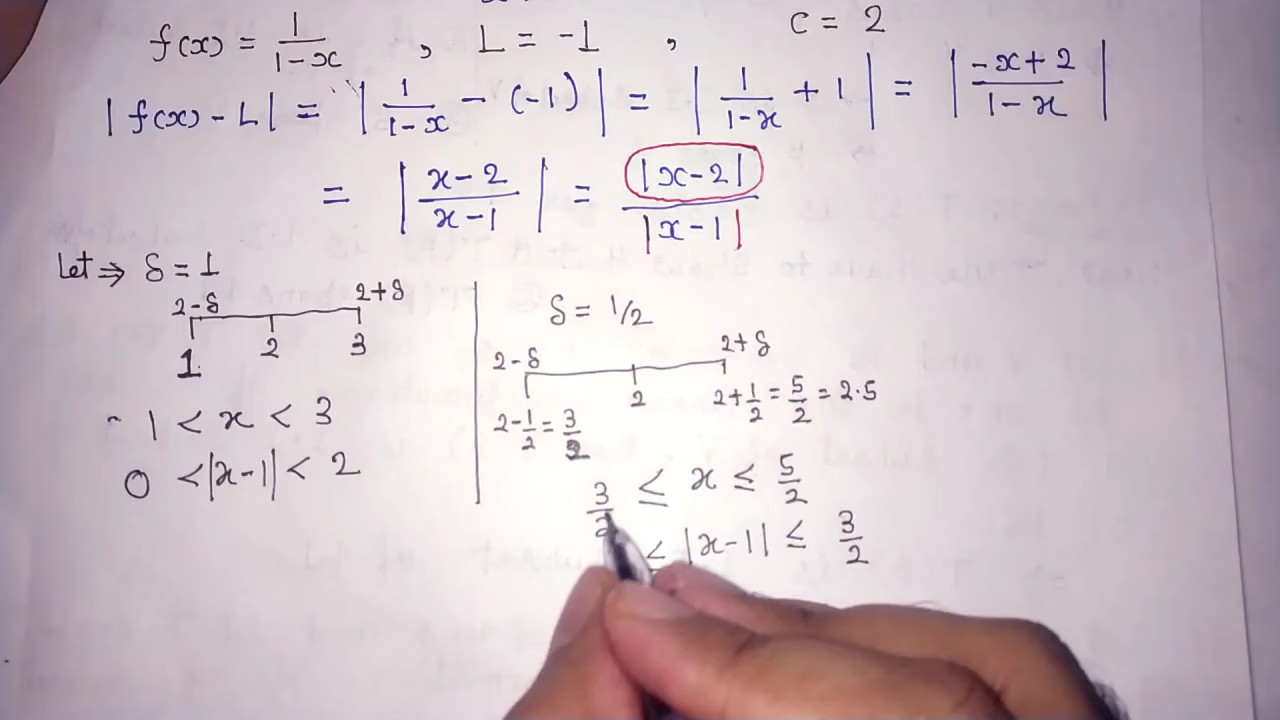 f(x) = 1/(1-x) , L = -1 , C = 2
| f(x) - L | = | 1/(1-x) - (-1) | = | 1/(1-x) + 1 | = | (-x+2)/(1-x) |
= | (x-2)/(x-1) | = |x-2|/|x-1|
Let ⇒ δ = 1
2-δ 2+δ
1 2 3
1 < x < 3
0 < |x-1| < 2
δ = 1/2
2-δ 2+δ
2-1/2 = 3/2 2 2+1/2 = 5/2 = 2.5
3/2 ≤ x ≤ 5/2
≤ |x-1| ≤ 3/2